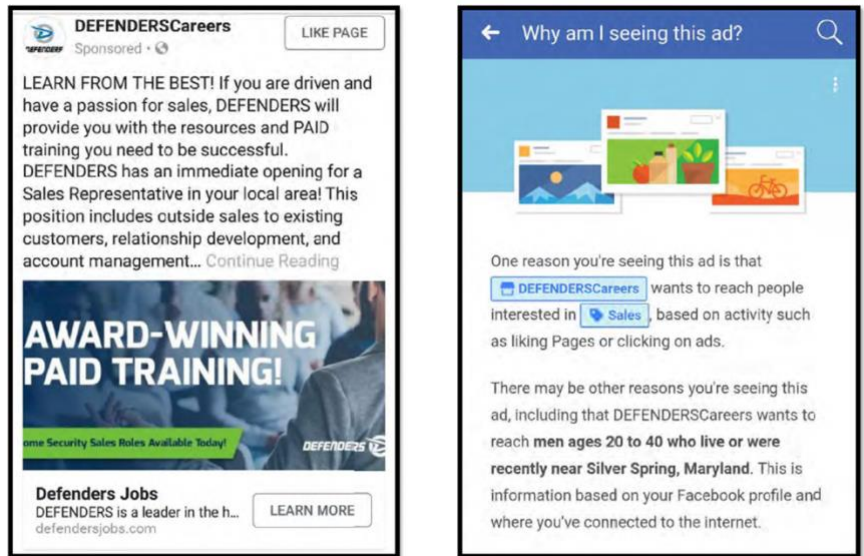 DEFENDERSCareers
Sponsored ·
LIKE PAGE
DEFENDERS
LEARN FROM THE BEST! If you are driven and
have a passion for sales, DEFENDERS will
provide you with the resources and PAID
training you need to be successful.
DEFENDERS has an immediate opening for a
Sales Representative in your local area! This
position includes outside sales to existing
customers, relationship development, and
account management... Continue Reading
AWARD-WINNING
PAID TRAINING!
ome Security Sales Roles Available Today!
DEFENDERS
Defenders Jobs
DEFENDERS is a leader in the h...
defendersjobs.com
LEARN MORE
Why am I seeing this ad?
One reason you're seeing this ad is that
DEFENDERSCareers wants to reach people
interested in Sales , based on activity such
as liking Pages or clicking on ads.
There may be other reasons you're seeing this
ad, including that DEFENDERSCareers wants to
reach men ages 20 to 40 who live or were
recently near Silver Spring, Maryland. This is
information based on your Facebook profile and
where you've connected to the internet.